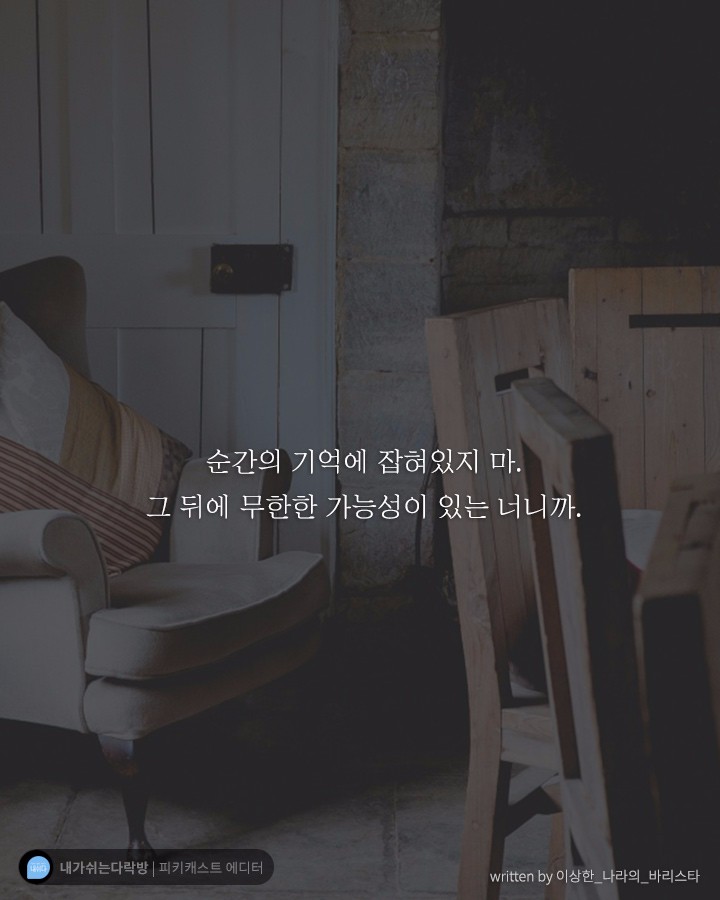 순간의 기억에 잡혀있지 마.
그 뒤에 무한한 가능성이 있는 너니까.
내가쉬는다락방 | 피키캐스트 에디터
written by 이상한_나라의_바리스타